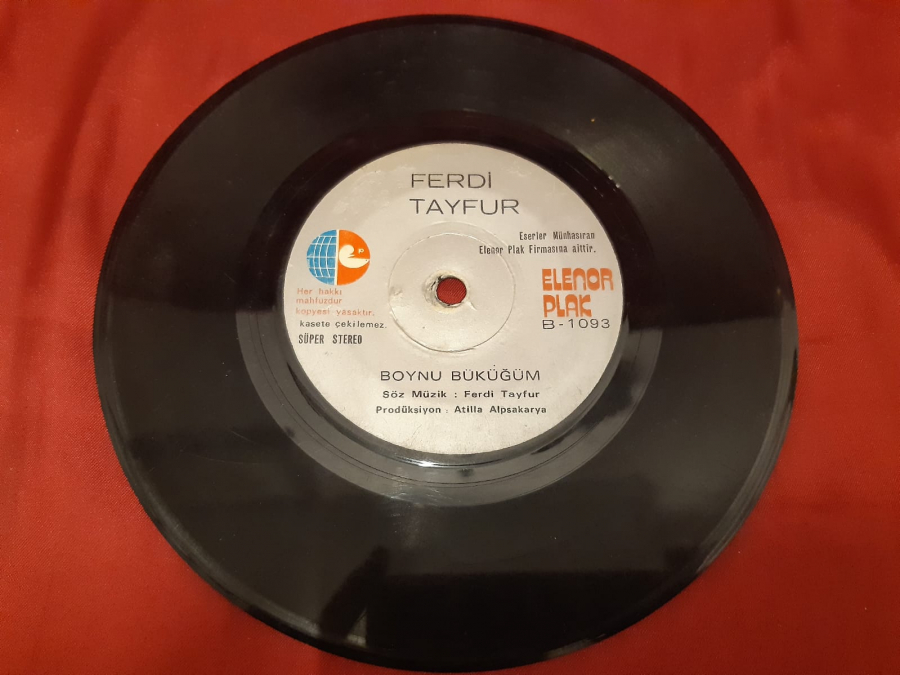 FERDİ
TAYFUR
Eserler Münhasıran
Elenor Plak Firmasına aittir.
ELENOR
PLAK
B-1093
Her hakkı
mahfuzdur
kopyesi yasaktır.
kasete çekilemez.
SÜPER STEREO
BOYNU BÜKÜĞÜM
Söz Müzik : Ferdi Tayfur
Prodüksiyon : Atilla Alpsakarya